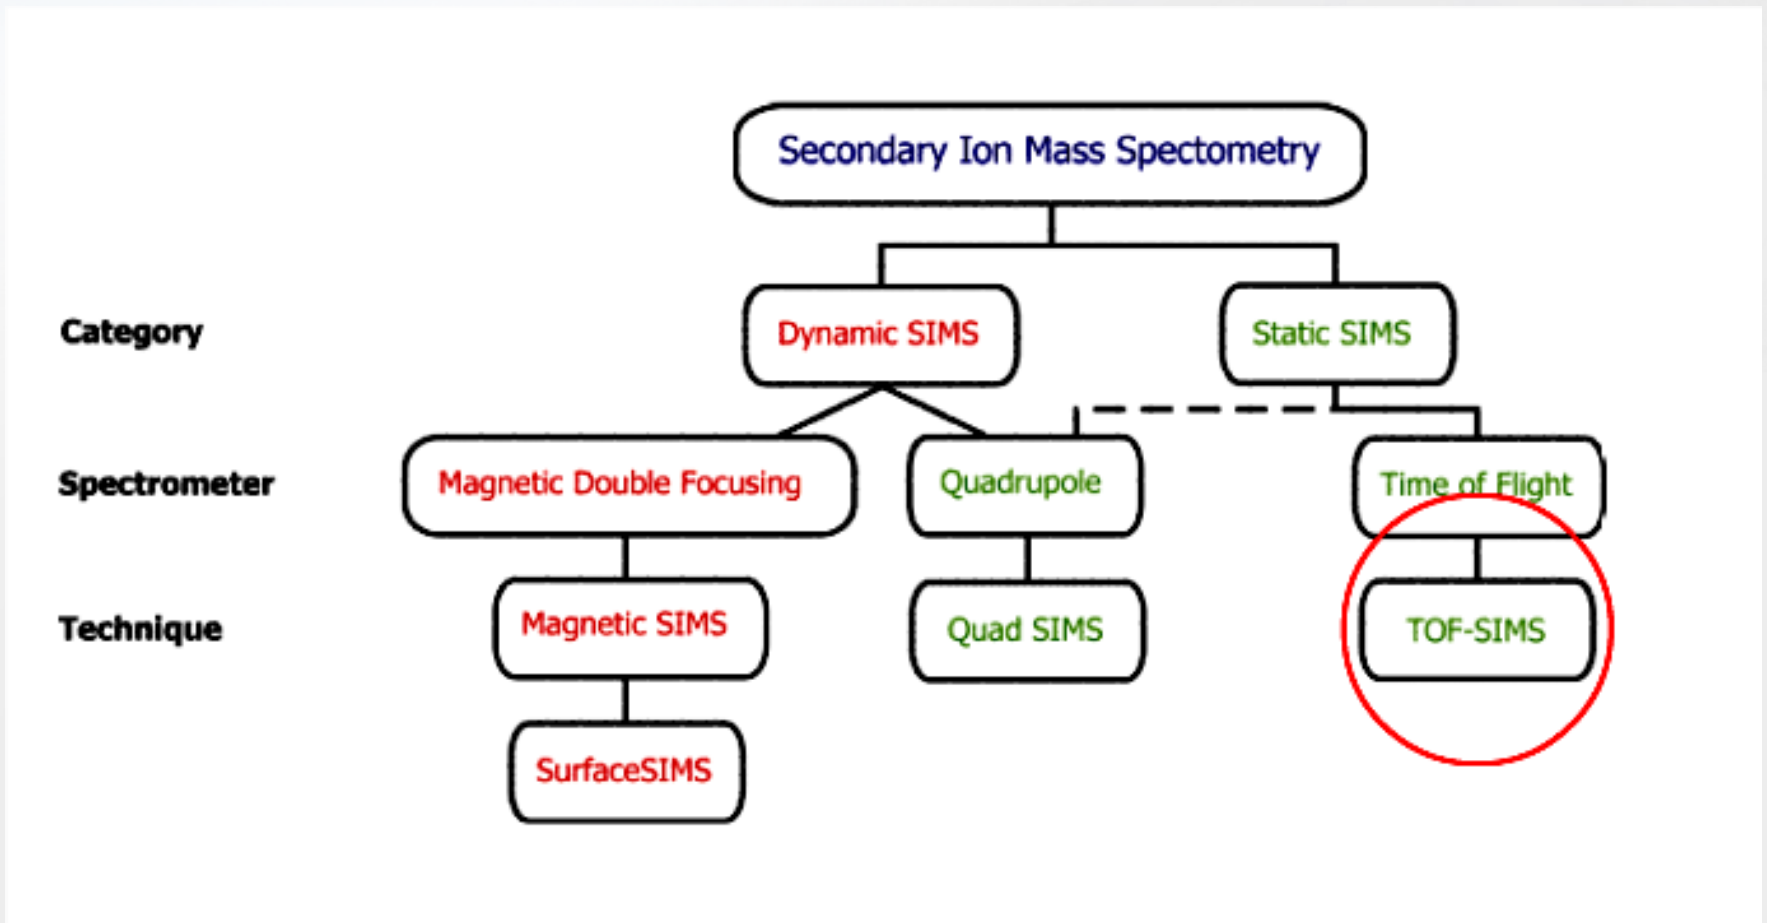 Secondary Ion Mass Spectometry
Category
Dynamic SIMS
Static SIMS
Spectrometer
Magnetic Double Focusing
Quadrupole
Time of Flight
Technique
Magnetic SIMS
Quad SIMS
TOF-SIMS
SurfaceSIMS